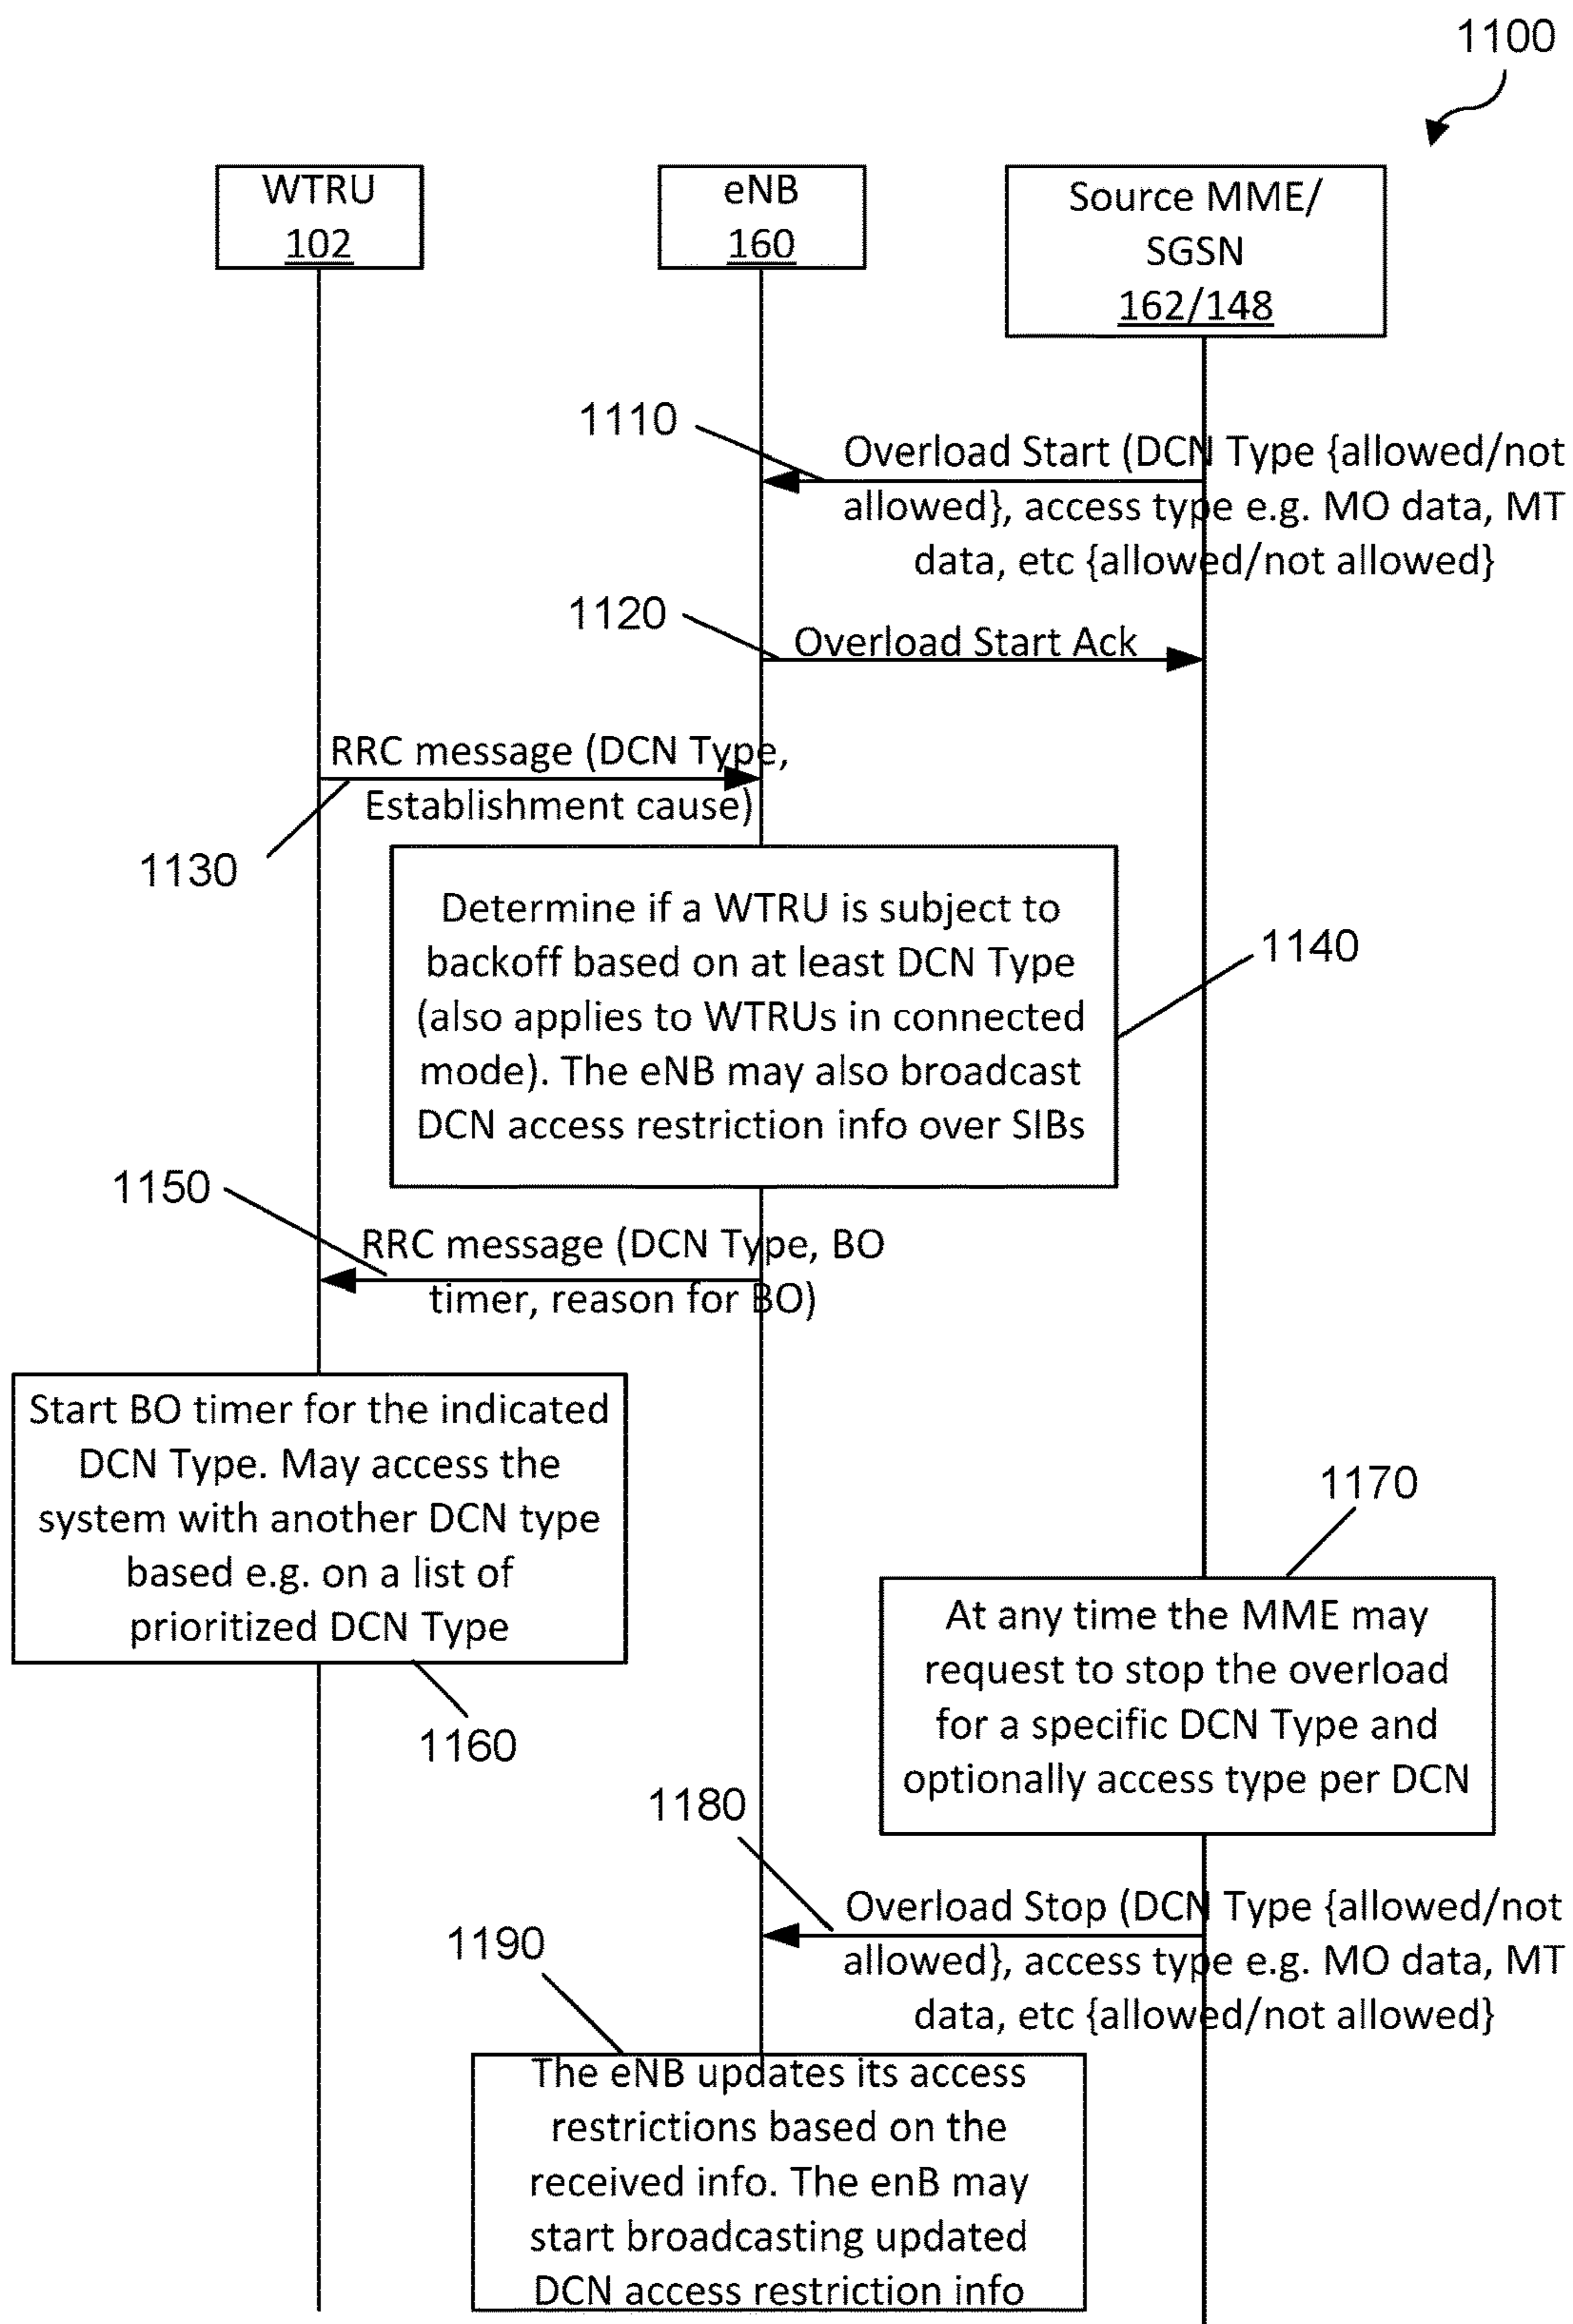 1100
WTRU
102
eNB
160
Source MME/
SGSN
162/148
1110
Overload Start (DCN Type {allowed/not
allowed}, access type e.g. MO data, MT
data, etc {allowed/not allowed}
1120
Overload Start Ack
RRC message (DCN Type,
Establishment cause)
1130
Determine if a WTRU is subject to
backoff based on at least DCN Type
(also applies to WTRUs in connected
mode). The eNB may also broadcast
DCN access restriction info over SIBs
1140
1150
RRC message (DCN Type, BO
timer, reason for BO)
Start BO timer for the indicated
DCN Type. May access the
system with another DCN type
based e.g. on a list of
prioritized DCN Type
1160
1170
At any time the MME may
request to stop the overload
for a specific DCN Type and
optionally access type per DCN
1180
Overload Stop (DCN Type {allowed/not
allowed}, access type e.g. MO data, MT
data, etc {allowed/not allowed}
1190
The eNB updates its access
restrictions based on the
received info. The enB may
start broadcasting updated
DCN access restriction info